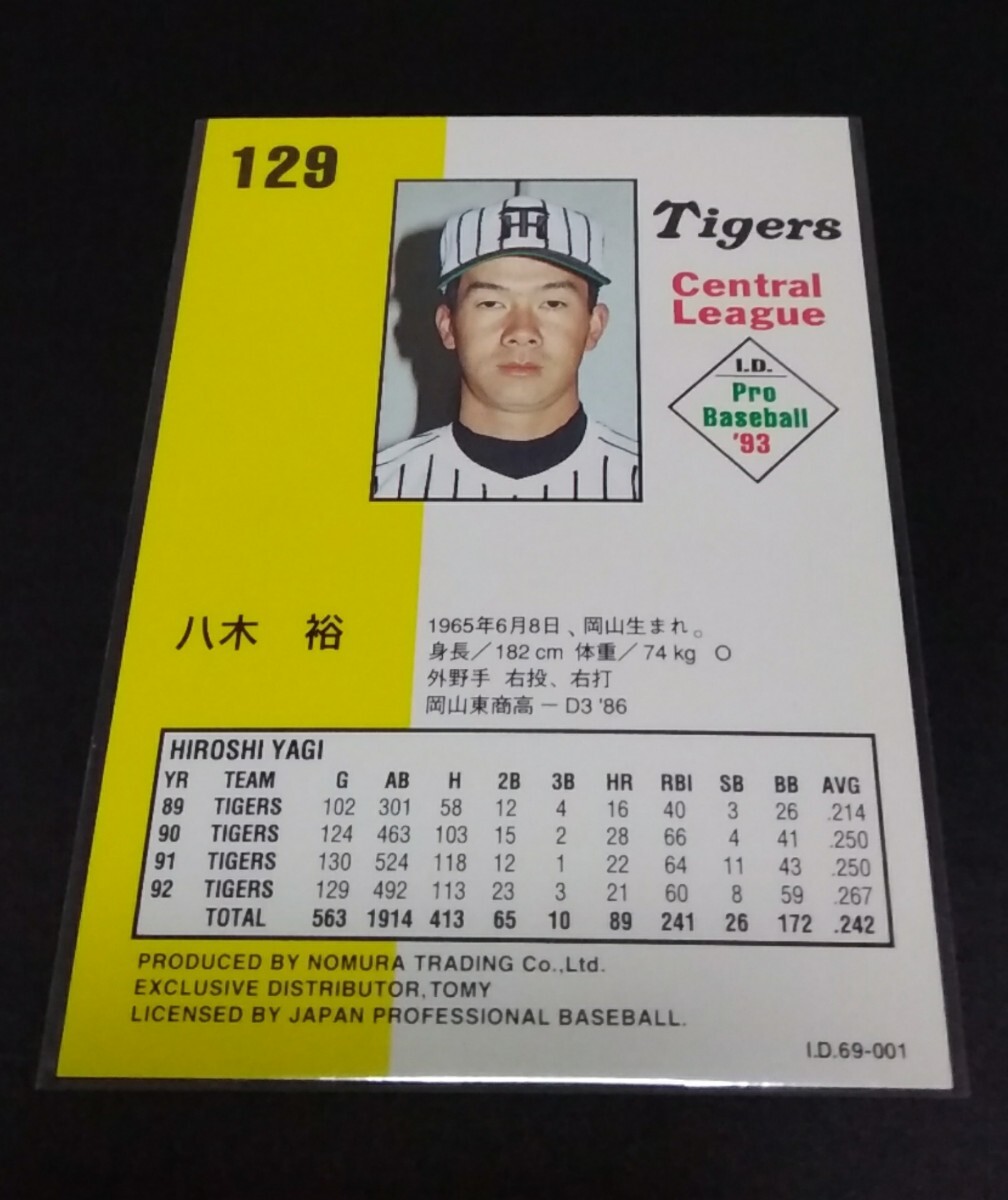 129
Tigers
Central
League
I.D.
Pro
Baseball
'93
八木 裕
1965年6月8日、岡山生まれ。
身長／182cm 体重／74kg O
外野手 右投、右打
岡山東商高－D3 '86
HIROSHI YAGI
YR TEAM G AB H 2B 3B HR RBI SB BB AVG
89 TIGERS 102 301 58 12 4 16 40 3 26 .214
90 TIGERS 124 463 103 15 2 28 66 4 41 .250
91 TIGERS 130 524 118 12 1 22 64 11 43 .250
92 TIGERS 129 492 113 23 3 21 60 8 59 .267
TOTAL 563 1914 413 65 10 89 241 26 172 .242
PRODUCED BY NOMURA TRADING Co.,Ltd.
EXCLUSIVE DISTRIBUTOR,TOMY
LICENSED BY JAPAN PROFESSIONAL BASEBALL.
I.D.69-001